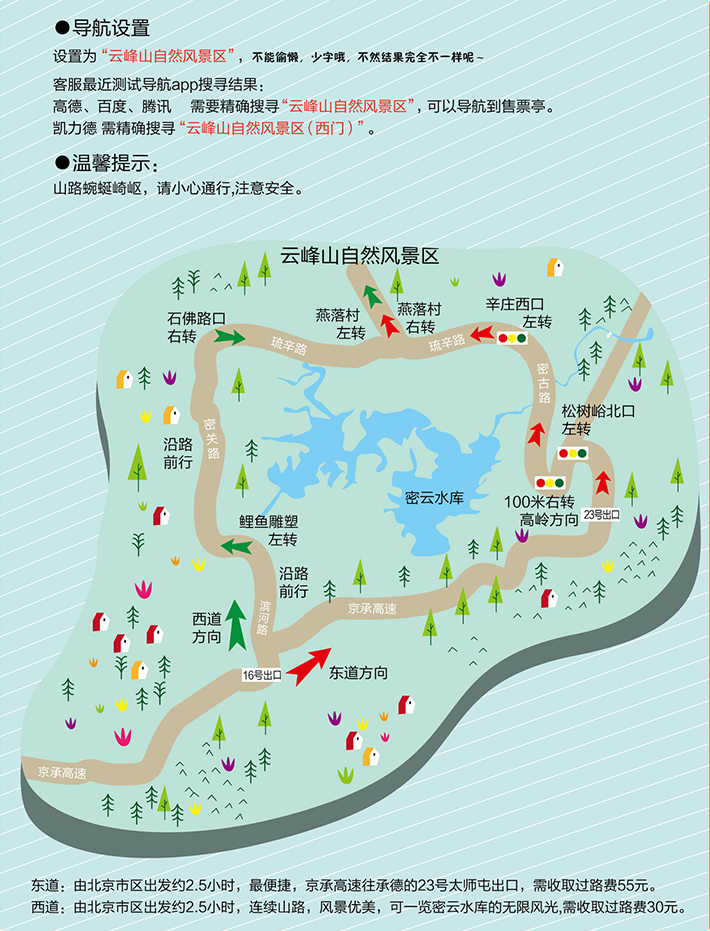 ●导航设置
设置为“云峰山自然风景区”，不能偷懒，少字哦，不然结果完全不一样呢～
客服最近测试导航app搜寻结果：
高德、百度、腾讯 需要精确搜寻“云峰山自然风景区”，可以导航到售票亭。
凯力德 需精确搜寻“云峰山自然风景区（西门）”。
●温馨提示：
山路蜿蜒崎岖，请小心通行,注意安全。
云峰山自然风景区
石佛路口
右转
燕落村
左转
燕落村
右转
辛庄西口
左转
琉辛路
琉辛路
密古路
松树峪北口
左转
密关路
沿路
前行
密云水库
100米右转
高岭方向
23号出口
鲤鱼雕塑
左转
沿路
前行
滨河路
京承高速
西道
方向
16号出口
东道方向
京承高速
东道：由北京市区出发约2.5小时，最便捷，京承高速往承德的23号太师屯出口，需收取过路费55元。
西道：由北京市区出发约2.5小时，连续山路，风景优美，可一览密云水库的无限风光,需收取过路费30元。